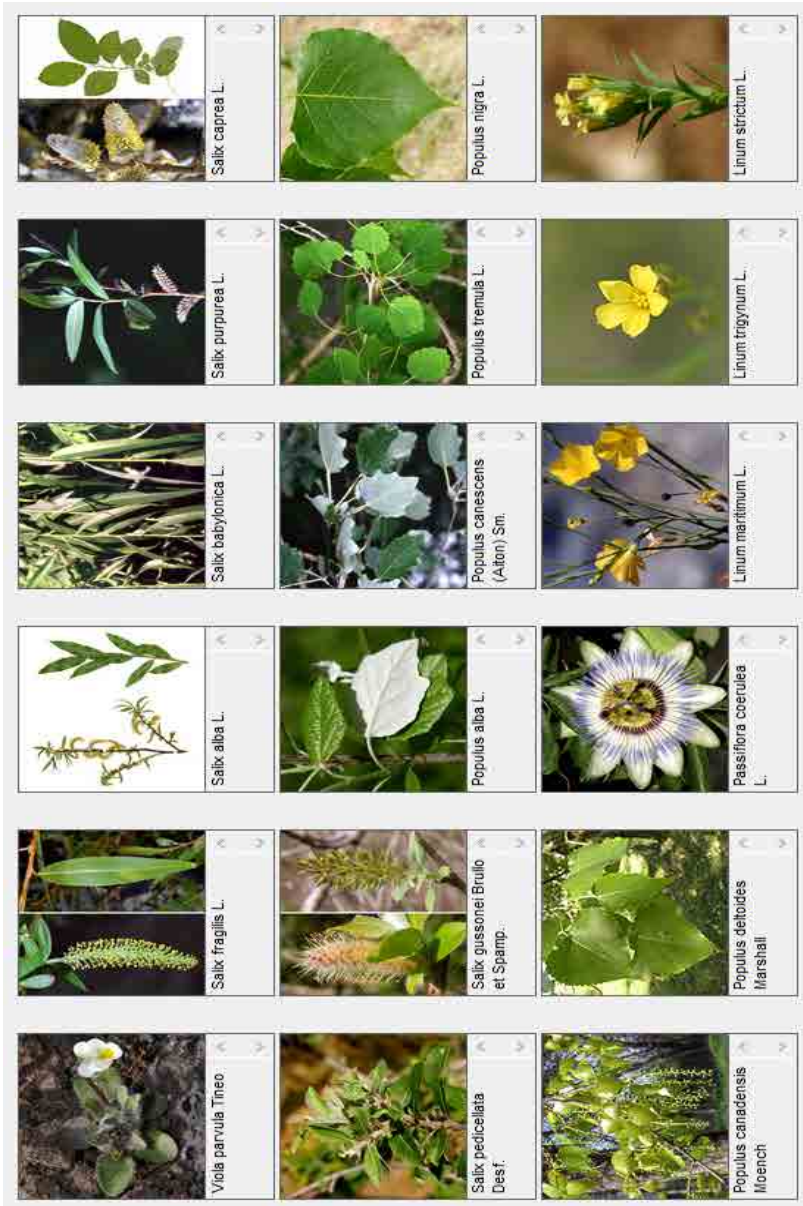 Viola parvula Tineo
Salix fragilis L.
Salix alba L.
Salix babylonica L.
Salix purpurea L.
Salix caprea L.
Salix pedicellata
Desf.
Salix gussonei Brullo
et Spamp.
Populus alba L.
Populus canescens
(Aiton) Sm.
Populus tremula L.
Populus nigra L.
Populus canadensis
Moench
Populus deltoides
Marshall
Passiflora coerulea
L.
Linum maritimum L.
Linum trigynum L.
Linum strictum L.